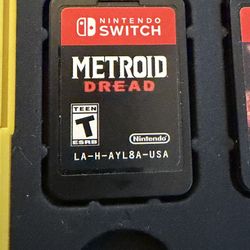 NINTENDO
SWITCH
METROID
DREAD
TEEN
T
ESRB
Nintendo
LA-H-AYL8A-USA